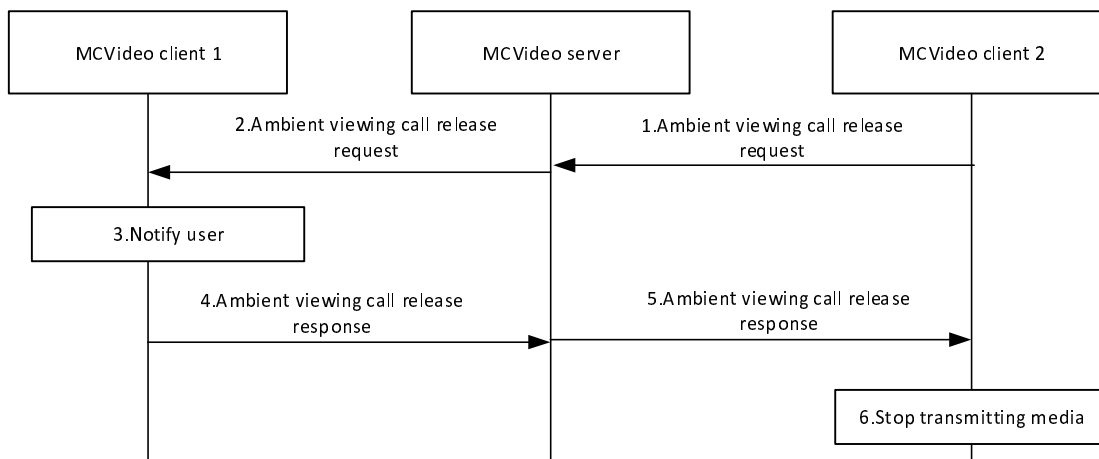 MCVideo client 1
MCVideo server
MCVideo client 2
2.Ambient viewing call release
request
1.Ambient viewing call release
request
3.Notify user
4.Ambient viewing call release
response
5.Ambient viewing call release
response
6.Stop transmitting media